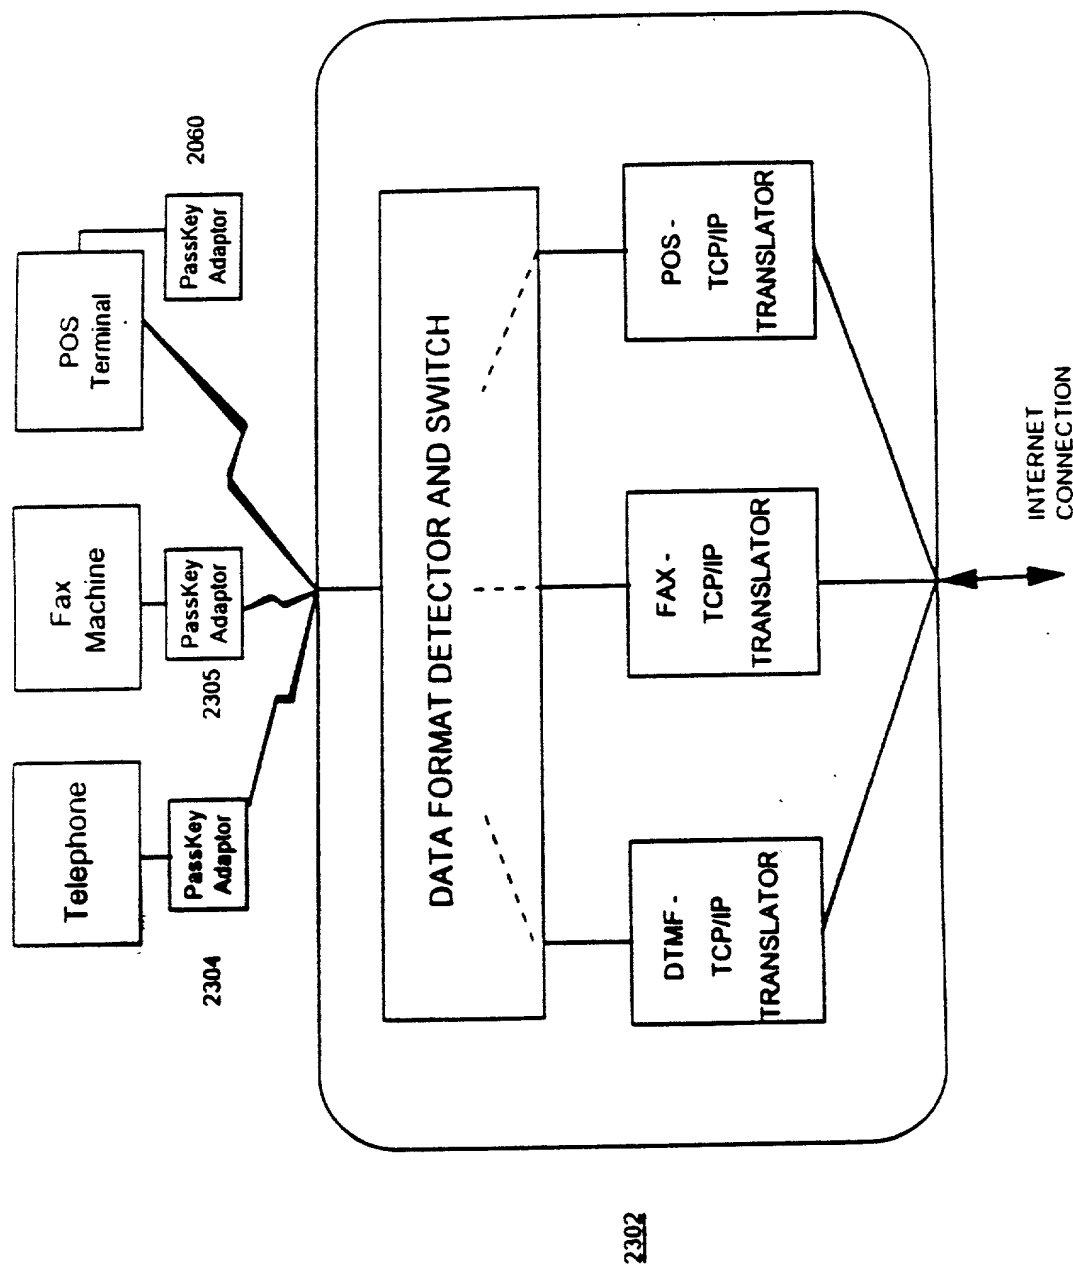 Telephone
Fax
Machine
POS
Terminal
2304
PassKey
Adaptor
2305
PassKey
Adaptor
PassKey
Adaptor
2060
DATA FORMAT DETECTOR AND SWITCH
DTMF -
TCP/IP
TRANSLATOR
FAX -
TCP/IP
TRANSLATOR
POS -
TCP/IP
TRANSLATOR
2302
INTERNET
CONNECTION